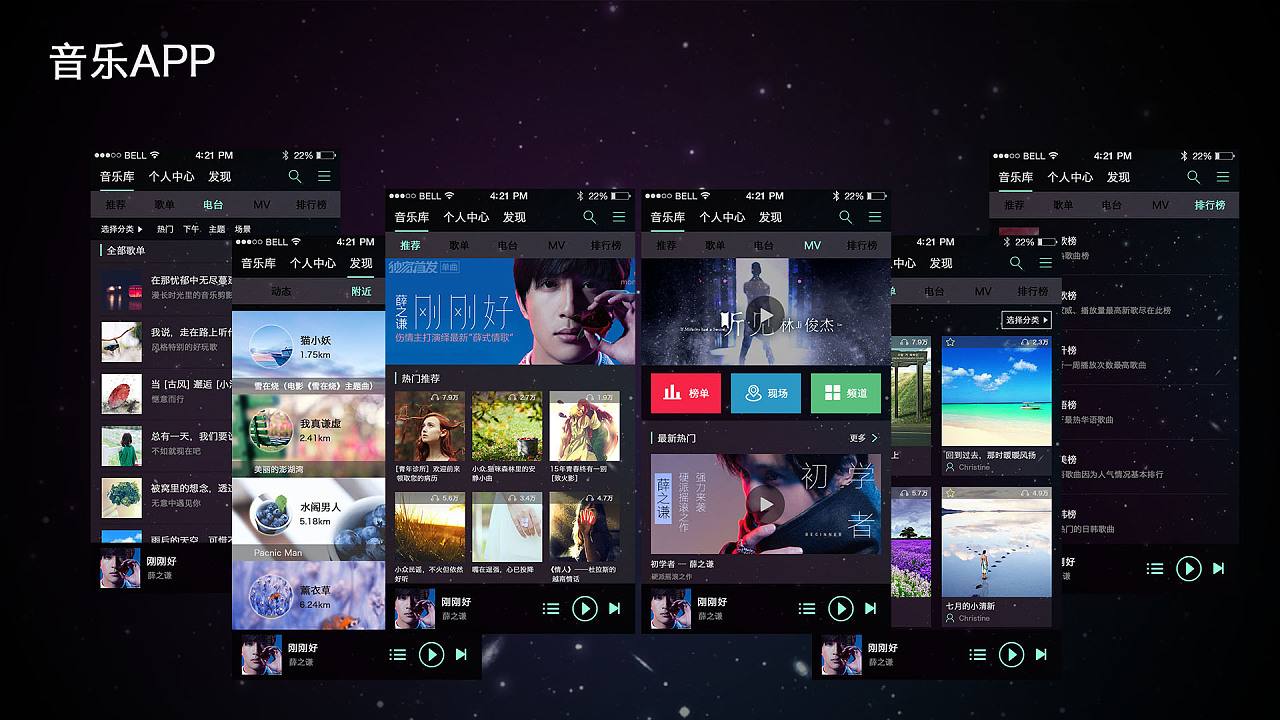 音乐APP
BELL 4:21 PM 22%
音乐库 个人中心 发现
推荐 歌单 电台 MV 排行榜
选择分类 热门 下午 主题 场景
全部歌单
在那忧郁中无尽蔓
漫长时光里的音乐剪影
我说，走在路上听
风格特别的好玩歌
当 [古风] 邂逅 [小
惬意而行
总有一天，我们要
不如就现在吧
被窝里的想念，透
无意中遇见你
雨后的天空，可惜不
刚刚好
薛之谦
BELL 4:21 PM
音乐库 个人中心 发现
动态 附近
猫小妖
1.75km
雪在烧（电影《雪在烧》主题曲）
我真谦虚
2.41km
美丽的澎湖湾
水阁男人
5.18km
Pacnic Man
薰衣草
6.24km
刚刚好
薛之谦
BELL 4:21 PM 22%
音乐库 个人中心 发现
推荐 歌单 电台 MV 排行榜
独家首发 单曲
薛之谦 刚刚好
伤情主打演绎最新“薛式情歌”
热门推荐
7.9万 2.7万 1.9万
[青年诊所] 欢迎前来领取您的病历
小众.猫咪森林里的安静小曲
15年青春终有一别 [致火影]
5.6万 3.4万 4.7万
小众民谣，不火但依然好听
嘴在逞强，心已投降
《情人》——杜拉斯的越南情话
刚刚好
薛之谦
BELL 4:21 PM 22%
音乐库 个人中心 发现
推荐 歌单 电台 MV 排行榜
听见 林俊杰
榜单 现场 频道
最新热门 更多
薛之谦
硬派摇滚之作
强力来袭
初学者
BEGINNER
初学者 — 薛之谦
硬派摇滚之作
刚刚好
薛之谦
4:21 PM 22%
中心 发现
单 电台 MV 排行榜
选择分类
7.9万 2.3万
上
回到过去，那时暖暖风扬
Christine
5.7万 4.9万
七月的小清新
Christine
刚刚好
薛之谦
BELL 4:21 PM 22%
音乐库 个人中心 发现
推荐 歌单 电台 MV 排行榜
歌榜
曲歌榜
歌榜
威、播放量最高新歌尽在此榜
升榜
一周播放次数最高歌曲
语榜
最热华语歌曲
美榜
歌曲因为人气情况基本排行
韩榜
热门的日韩歌曲
好
谦